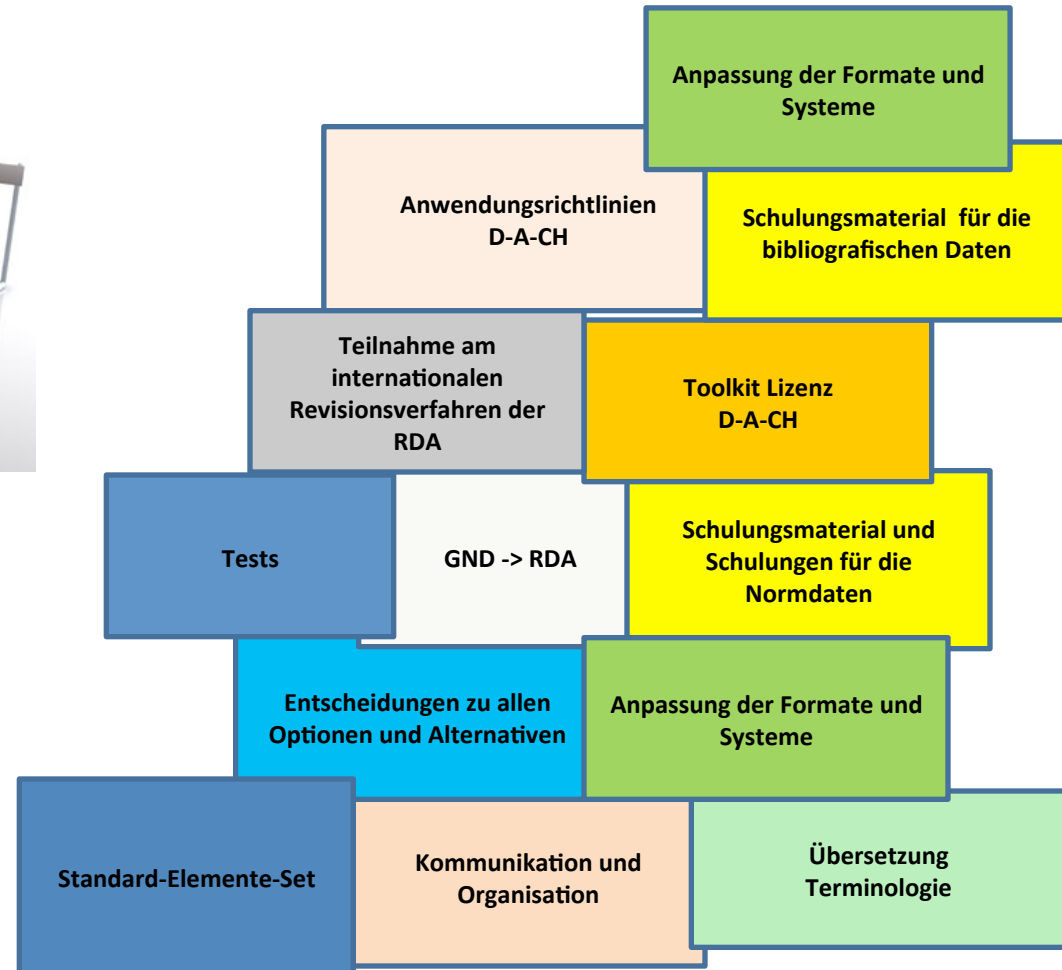 Anpassung der Formate und
Systeme
Anwendungsrichtlinien
D-A-CH
Schulungsmaterial für die
bibliografischen Daten
Teilnahme am
internationalen
Revisionsverfahren der
RDA
Toolkit Lizenz
D-A-CH
Tests
GND -> RDA
Schulungsmaterial und
Schulungen für die
Normdaten
Entscheidungen zu allen
Optionen und Alternativen
Anpassung der Formate und
Systeme
Standard-Elemente-Set
Kommunikation und
Organisation
Übersetzung
Terminologie